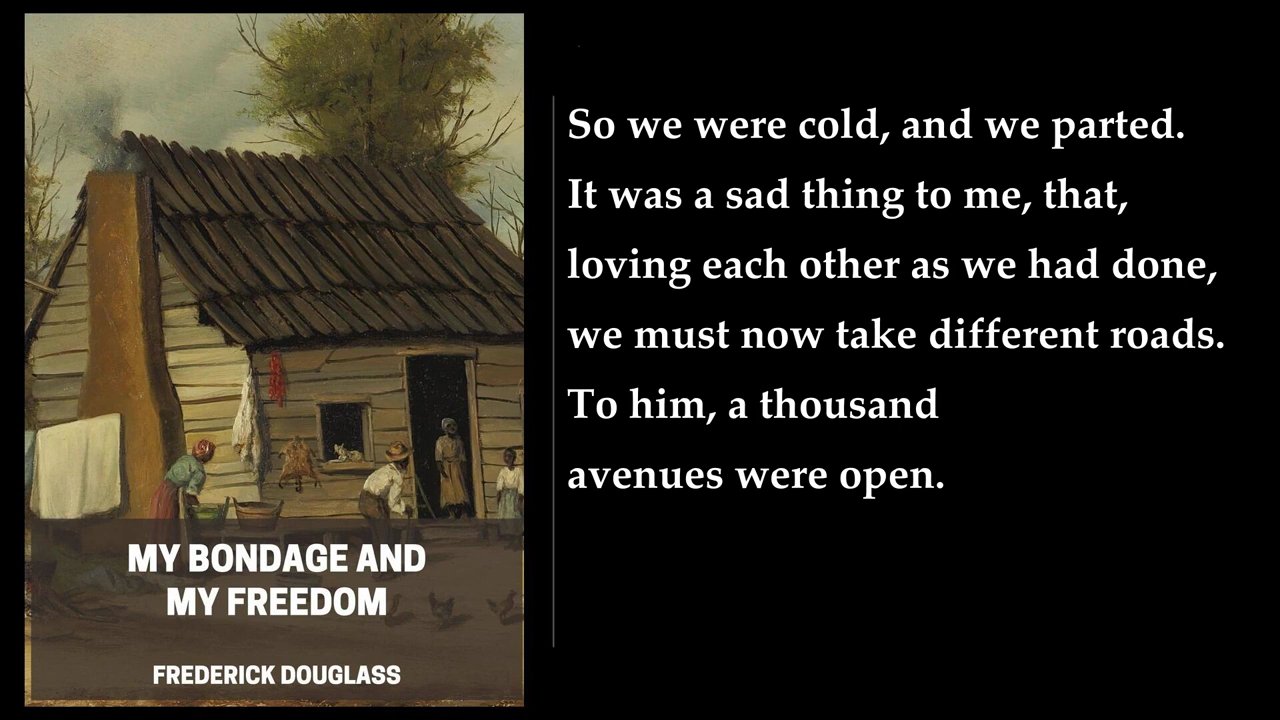 MY BONDAGE AND
MY FREEDOM
FREDERICK DOUGLASS
So we were cold, and we parted.
It was a sad thing to me, that,
loving each other as we had done,
we must now take different roads.
To him, a thousand
avenues were open.